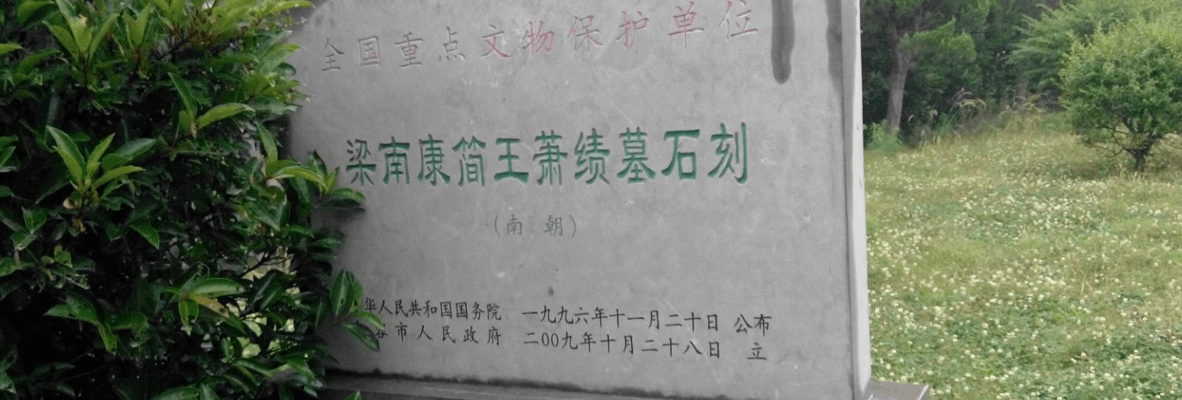 全国重点文物保护单位
梁南康简王萧绩墓石刻
（南 朝）
华人民共和国国务院 一九九六年十一月二十日 公布
容市人民政府 二00九年十月二十八日 立